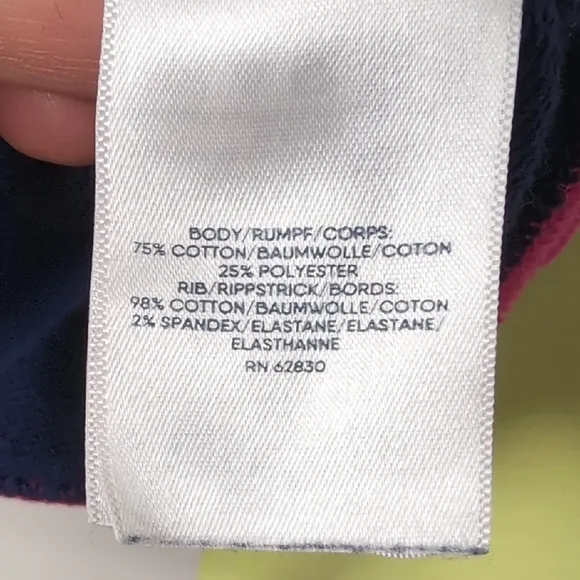 BODY/RUMPF/CORPS:
75% COTTON/BAUMWOLLE/COTON
25% POLYESTER
RIB/RIPPSTRICK/BORDS:
98% COTTON/BAUMWOLLE/COTON
2% SPANDEX/ELASTANE/ELASTANE/
ELASTHANNE
RN 62830